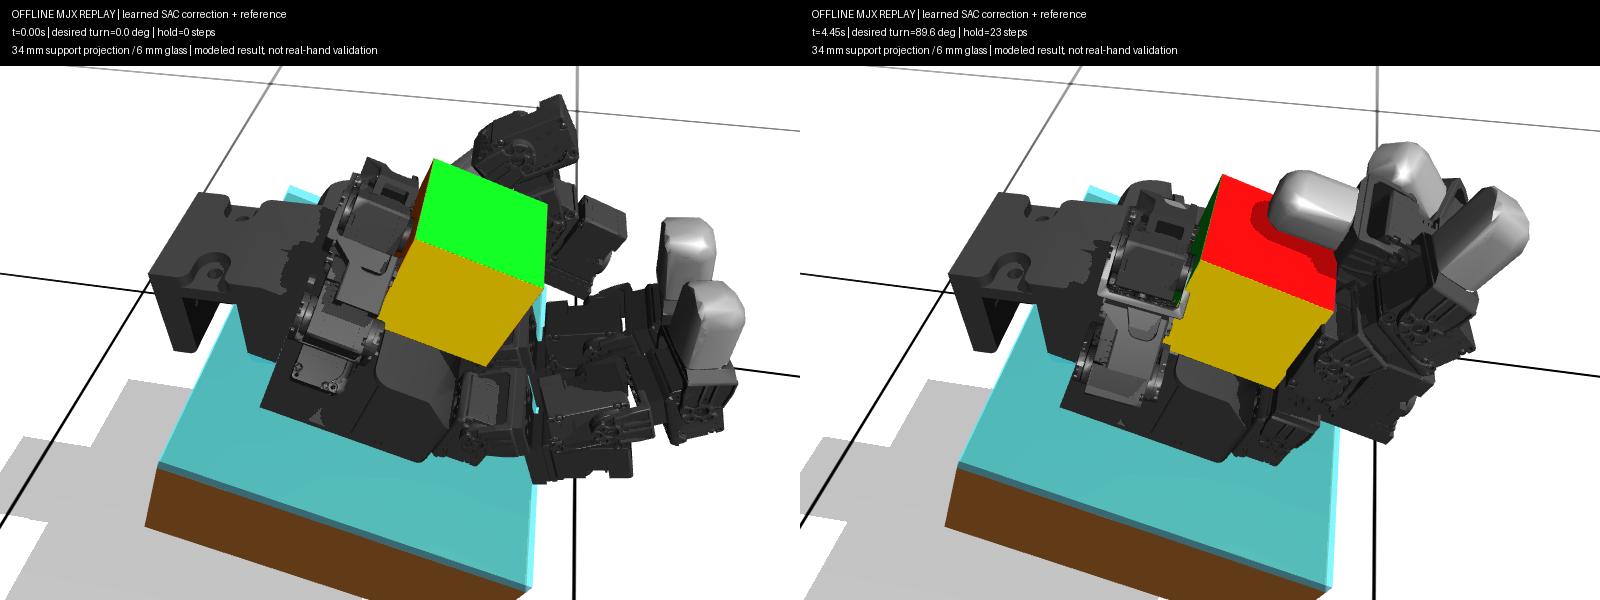 OFFLINE MJX REPLAY | learned SAC correction + reference
t=0.00s | desired turn=0.0 deg | hold=0 steps
34 mm support projection / 6 mm glass | modeled result, not real-hand validation
OFFLINE MJX REPLAY | learned SAC correction + reference
t=4.45s | desired turn=89.6 deg | hold=23 steps
34 mm support projection / 6 mm glass | modeled result, not real-hand validation